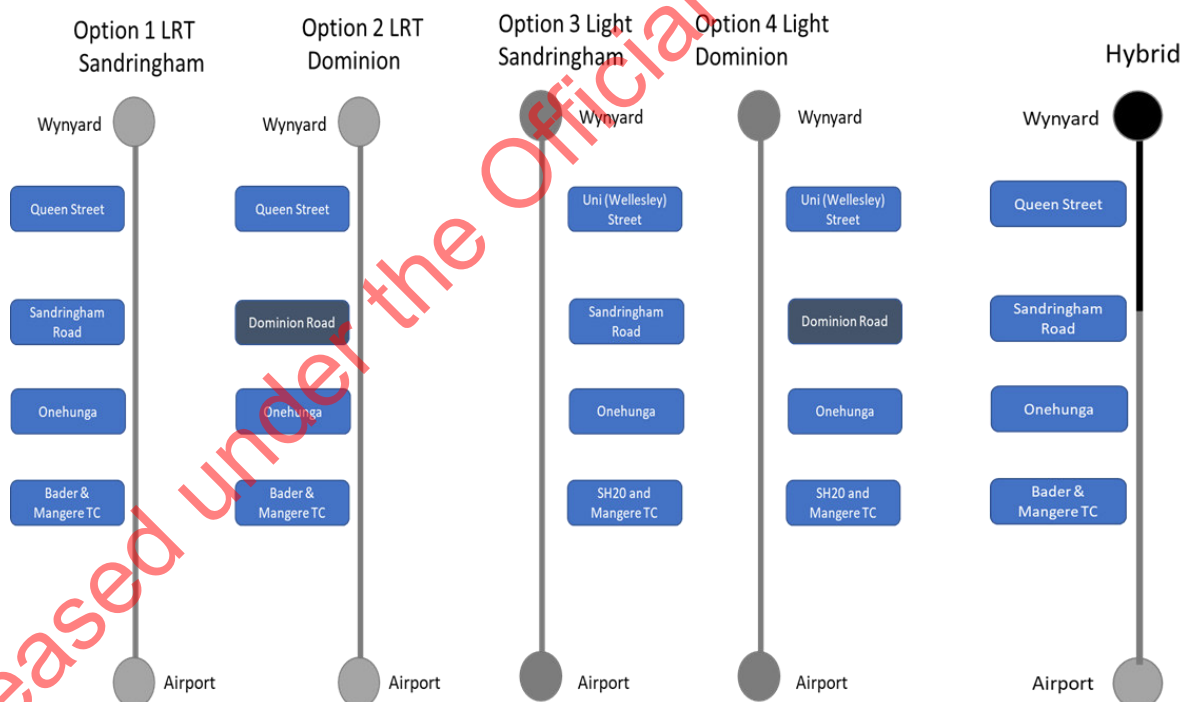 Option 1 LRT
Sandringham
Wynyard
Queen Street
Sandringham
Road
Onehunga
Bader &
Mangere TC
Airport
Option 2 LRT
Dominion
Wynyard
Queen Street
Dominion Road
Onehunga
Bader &
Mangere TC
Airport
Option 3 Light
Sandringham
Wynyard
Uni (Wellesley)
Street
Sandringham
Road
Onehunga
SH20 and
Mangere TC
Airport
Option 4 Light
Dominion
Wynyard
Uni (Wellesley)
Street
Dominion Road
Onehunga
SH20 and
Mangere TC
Airport
Hybrid
Wynyard
Queen Street
Sandringham
Road
Onehunga
Bader &
Mangere TC
Airport
eased under the Official